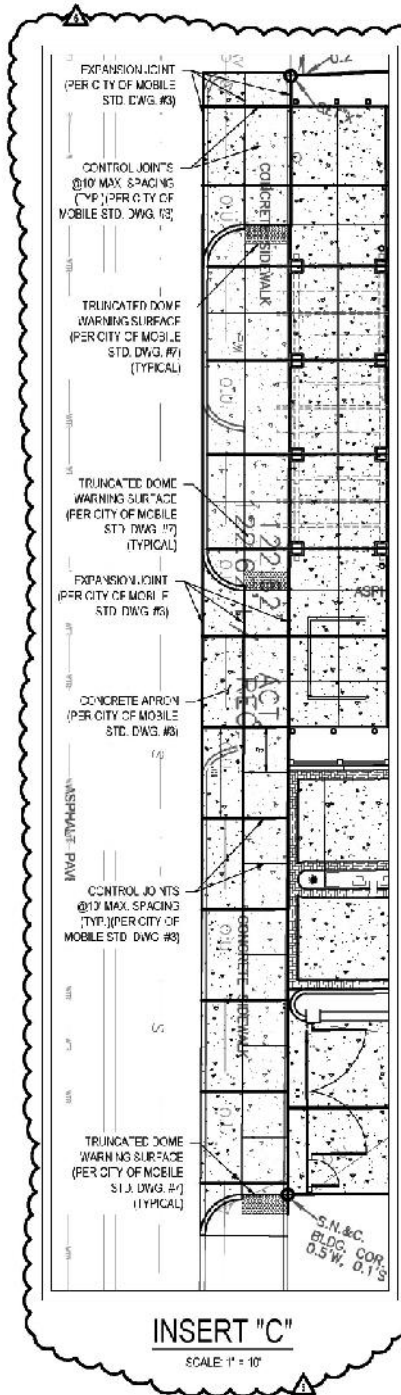 EXPANSION JOINT
(PER CITY OF MOBILE
STD. DWG. #3)
CONTROL JOINTS
@10' MAX. SPACING
(TYP.)(PER CITY OF
MOBILE STD. DWG. #3)
CONCRETE SIDEWALK
TRUNCATED DOME
WARNING SURFACE
(PER CITY OF MOBILE
STD. DWG. #7)
(TYPICAL)
TRUNCATED DOME
WARNING SURFACE
(PER CITY OF MOBILE
STD. DWG. #7)
(TYPICAL)
EXPANSION JOINT
(PER CITY OF MOBILE
STD. DWG. #3)
CONCRETE APRON
(PER CITY OF MOBILE
STD. DWG. #3)
ASPHALT
CONTROL JOINTS
@10' MAX. SPACING
(TYP.)(PER CITY OF
MOBILE STD. DWG #3)
CONCRETE SIDEWALK
TRUNCATED DOME
WARNING SURFACE
(PER CITY OF MOBILE
STD. DWG. #7)
(TYPICAL)
S.N.&C.
BLDG. COR.
0.5'W, 0.1'S
INSERT "C"
SCALE: 1" = 10'